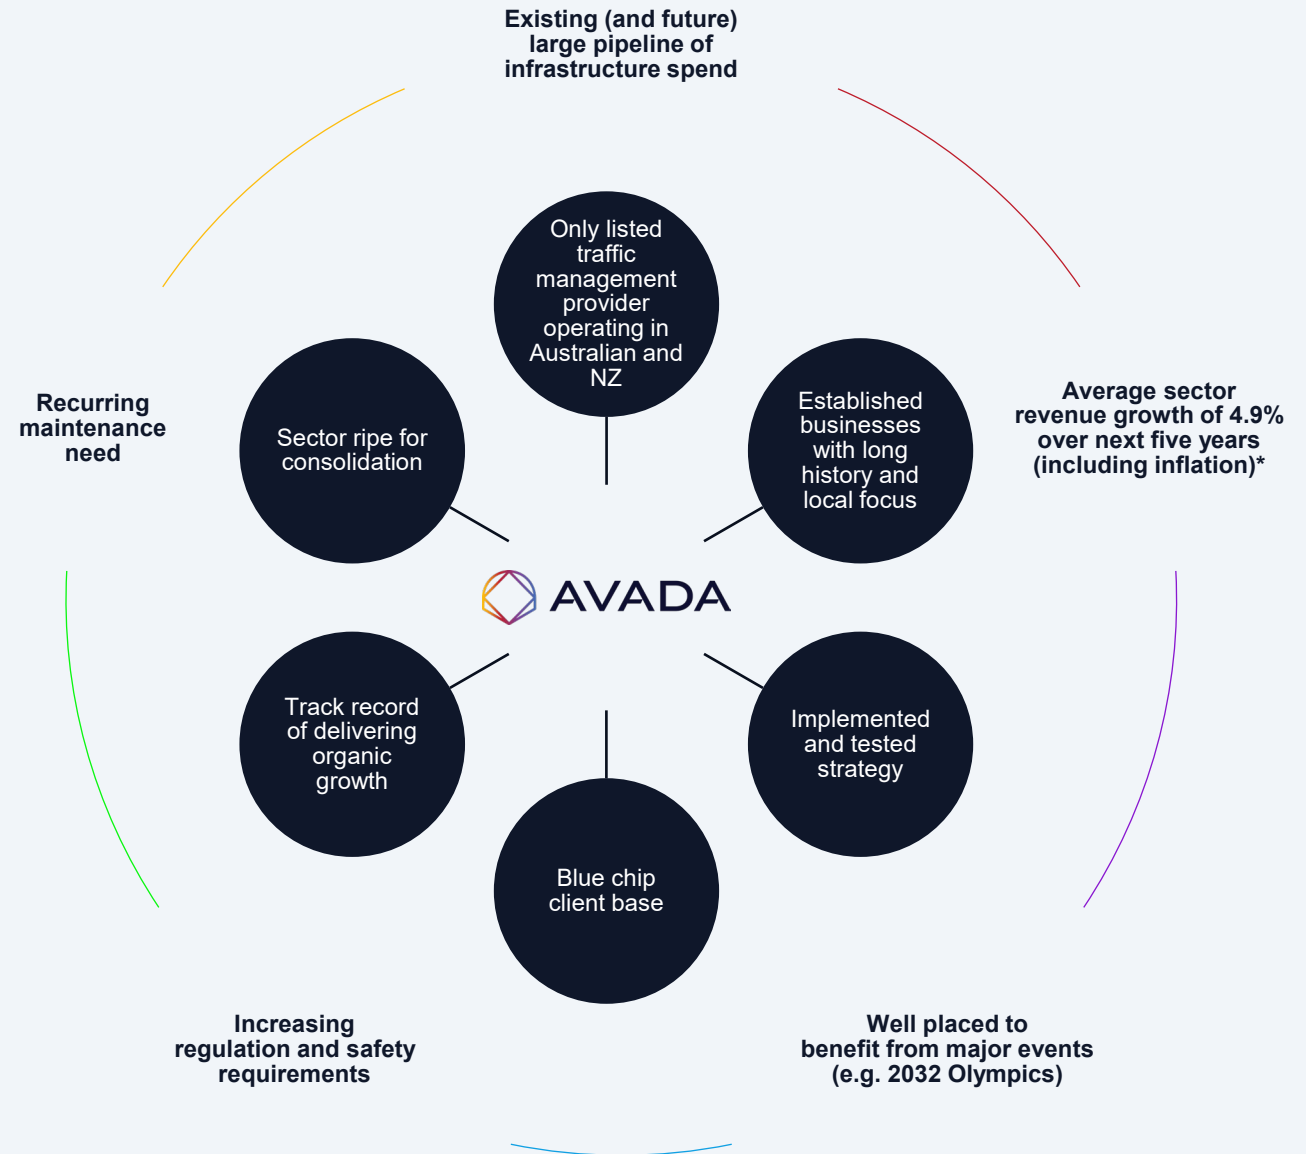 Existing (and future)
large pipeline of
infrastructure spend
Only listed
traffic
management
provider
operating in
Australian and
NZ
Sector ripe for
consolidation
Established
businesses
with long
history and
local focus
Recurring
maintenance
need
Average sector
revenue growth of 4.9%
over next five years
(including inflation)*
AVADA
Track record
of delivering
organic
growth
Implemented
and tested
strategy
Blue chip
client base
Increasing
regulation and safety
requirements
Well placed to
benefit from major events
(e.g. 2032 Olympics)